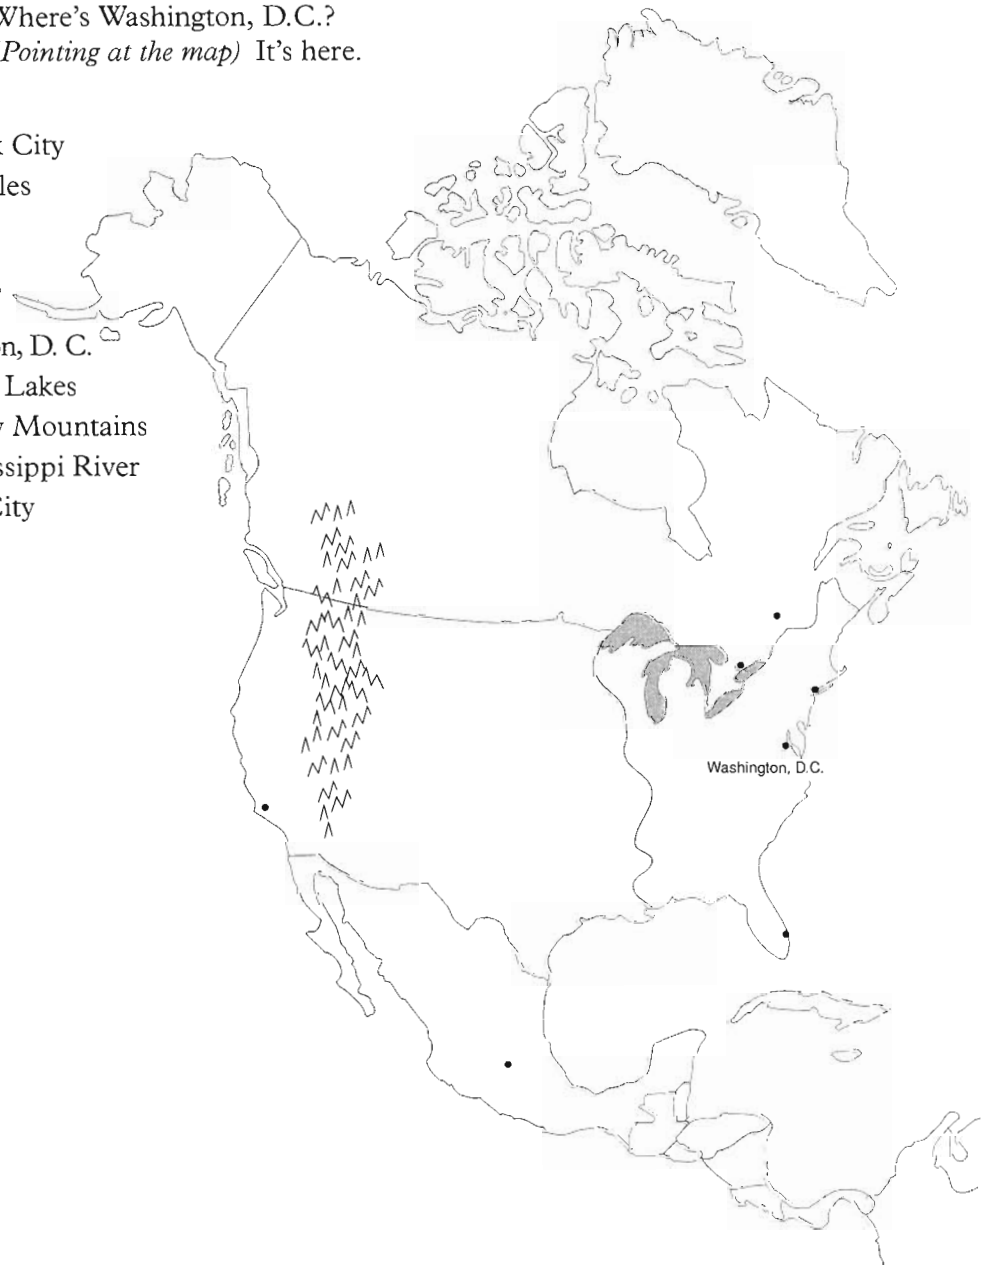 Where's Washington, D.C.?
(Pointing at the map) It's here.
City
les
n, D. C.
Lakes
Mountains
ssippi River
City
Washington, D.C.